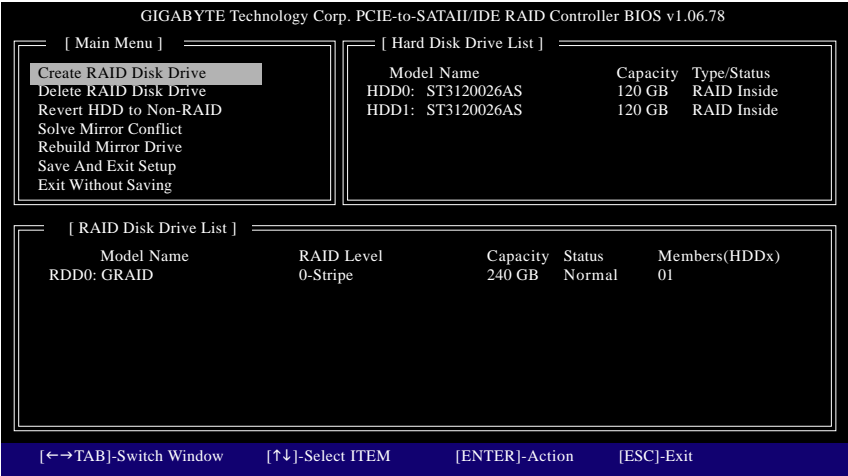 GIGABYTE Technology Corp. PCIE-to-SATAII/IDE RAID Controller BIOS v1.06.78
[ Main Menu ]
Create RAID Disk Drive
Delete RAID Disk Drive
Revert HDD to Non-RAID
Solve Mirror Conflict
Rebuild Mirror Drive
Save And Exit Setup
Exit Without Saving
[ Hard Disk Drive List ]
Model Name Capacity Type/Status
HDD0: ST3120026AS 120 GB RAID Inside
HDD1: ST3120026AS 120 GB RAID Inside
[ RAID Disk Drive List ]
Model Name RAID Level Capacity Status Members(HDDx)
RDD0: GRAID 0-Stripe 240 GB Normal 01
[←→TAB]-Switch Window [↑↓]-Select ITEM [ENTER]-Action [ESC]-Exit